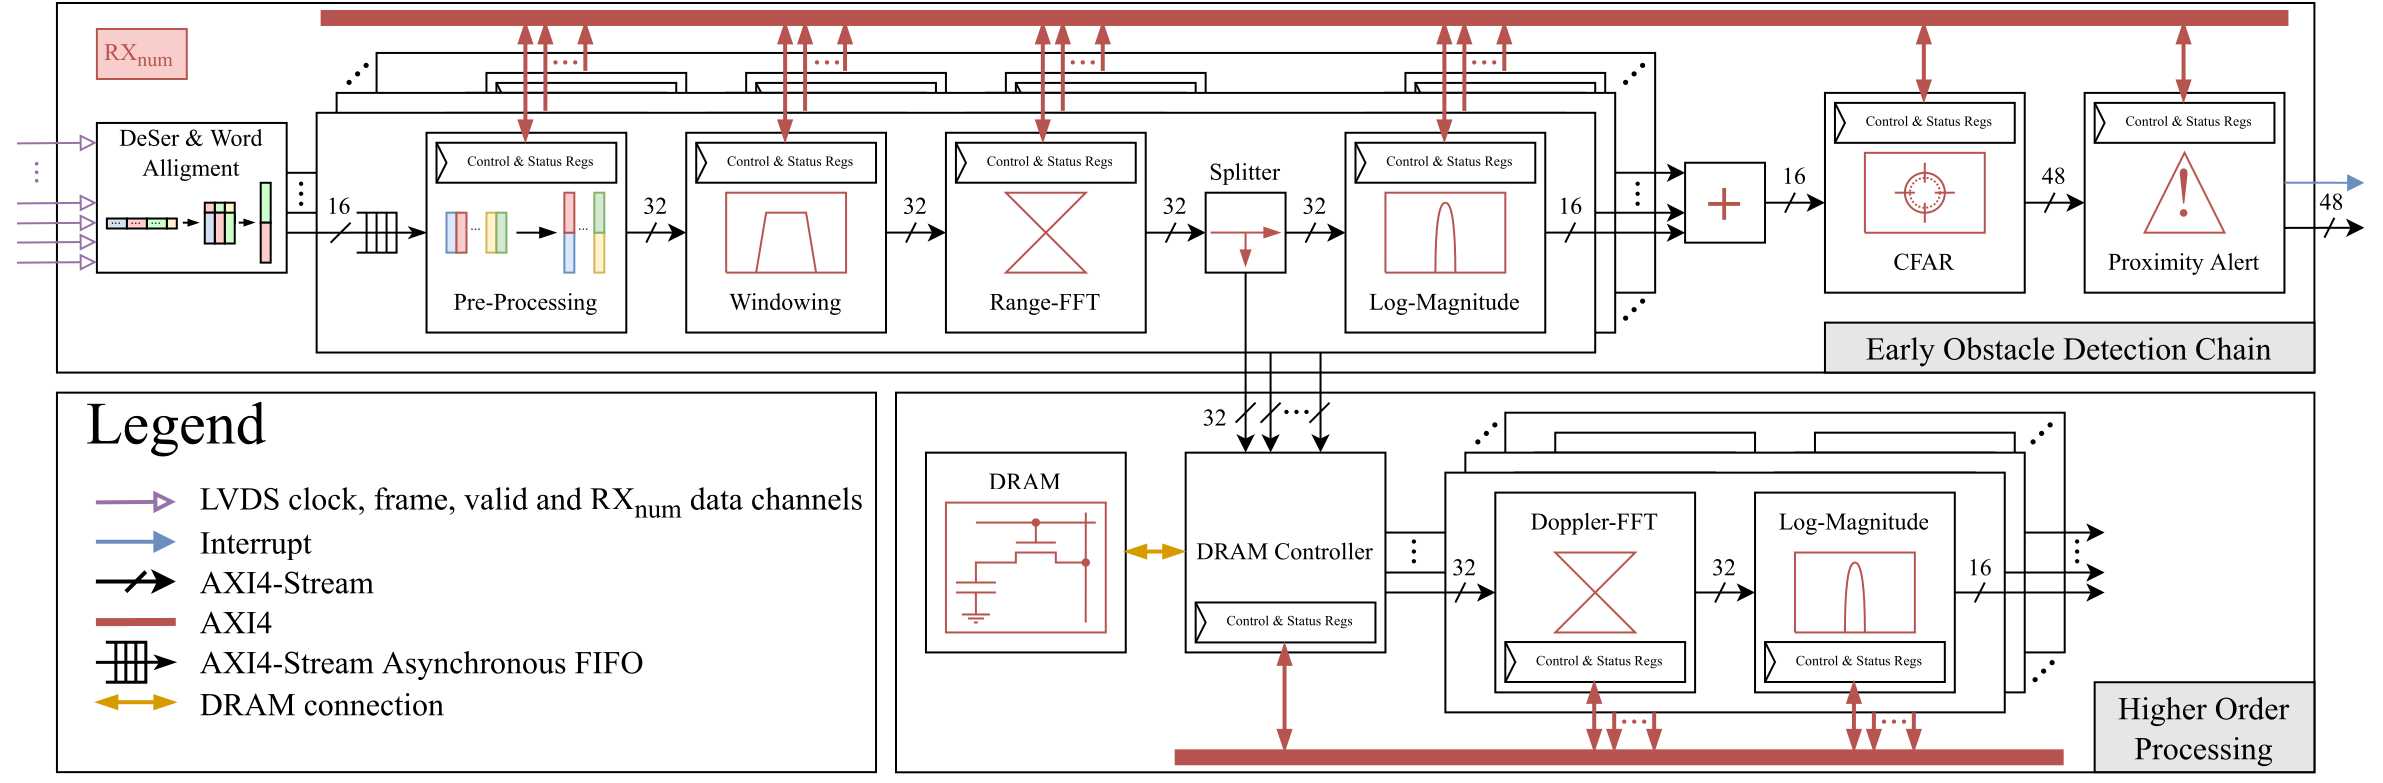 RXnum
DeSer & Word
Alligment
16
Control & Status Regs
Pre-Processing
32
Control & Status Regs
Windowing
32
Control & Status Regs
Range-FFT
32
Splitter
32
Control & Status Regs
Log-Magnitude
16
16
Control & Status Regs
CFAR
48
Control & Status Regs
Proximity Alert
48
Early Obstacle Detection Chain
Legend
LVDS clock, frame, valid and RXnum data channels
Interrupt
AXI4-Stream
AXI4
AXI4-Stream Asynchronous FIFO
DRAM connection
32
DRAM
DRAM Controller
Control & Status Regs
32
Doppler-FFT
Control & Status Regs
32
Log-Magnitude
Control & Status Regs
16
Higher Order
Processing